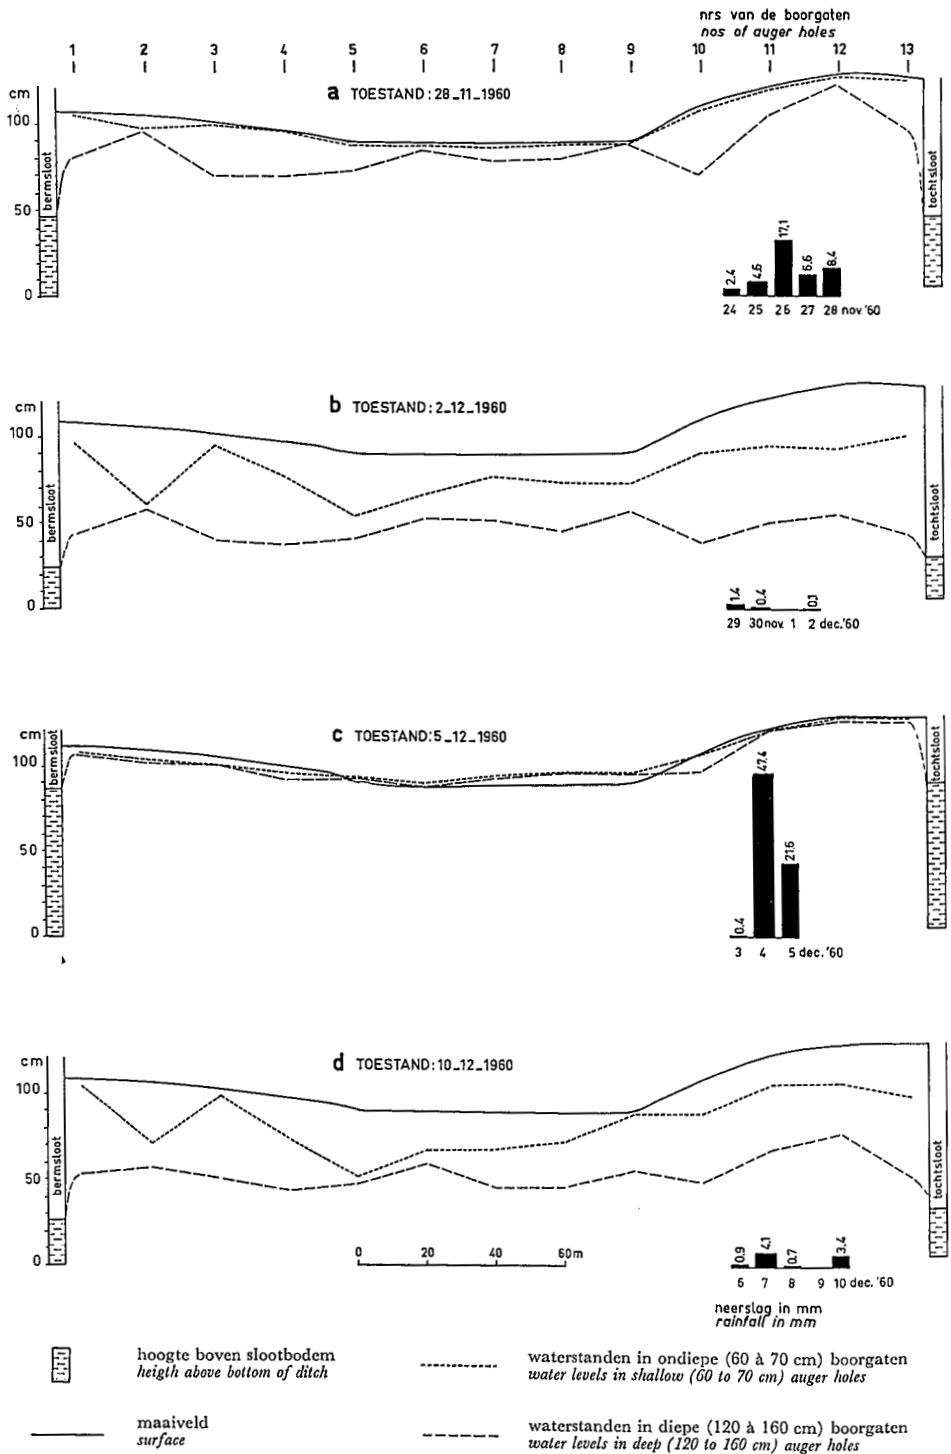 nrs van de boorgaten
nos of auger holes
1 2 3 4 5 6 7 8 9 10 11 12 13
cm
a TOESTAND: 28_11_1960
100
bermsloot
tochtsloot
50
2.4 4.6 17.1 6.6 8.4
0
24 25 26 27 28 nov.'60
cm
b TOESTAND: 2_12_1960
100
bermsloot
tochtsloot
50
1.4 0.4 0.1
0
29 30 nov. 1 2 dec.'60
cm
bermsloot
c TOESTAND: 5_12_1960
tochtsloot
100
47.4
50
21.6
0.4
0
3 4 5 dec.'60
cm
d TOESTAND: 10_12_1960
100
bermsloot
tochtsloot
50
0 20 40 60 m
0.9 4.1 0.7 3.4
0
6 7 8 9 10 dec.'60
neerslag in mm
rainfall in mm
hoogte boven slootbodem
heigth above bottom of ditch
waterstanden in ondiepe (60 à 70 cm) boorgaten
water levels in shallow (60 to 70 cm) auger holes
maaiveld
surface
waterstanden in diepe (120 à 160 cm) boorgaten
water levels in deep (120 to 160 cm) auger holes